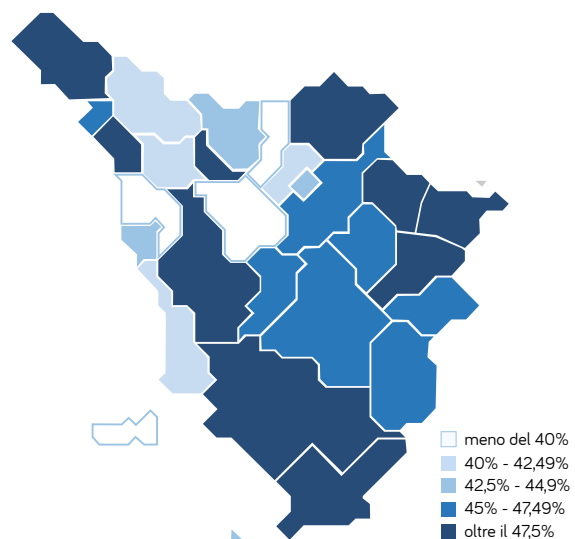 meno del 40%
40% - 42,49%
42,5% - 44,9%
45% - 47,49%
oltre il 47,5%